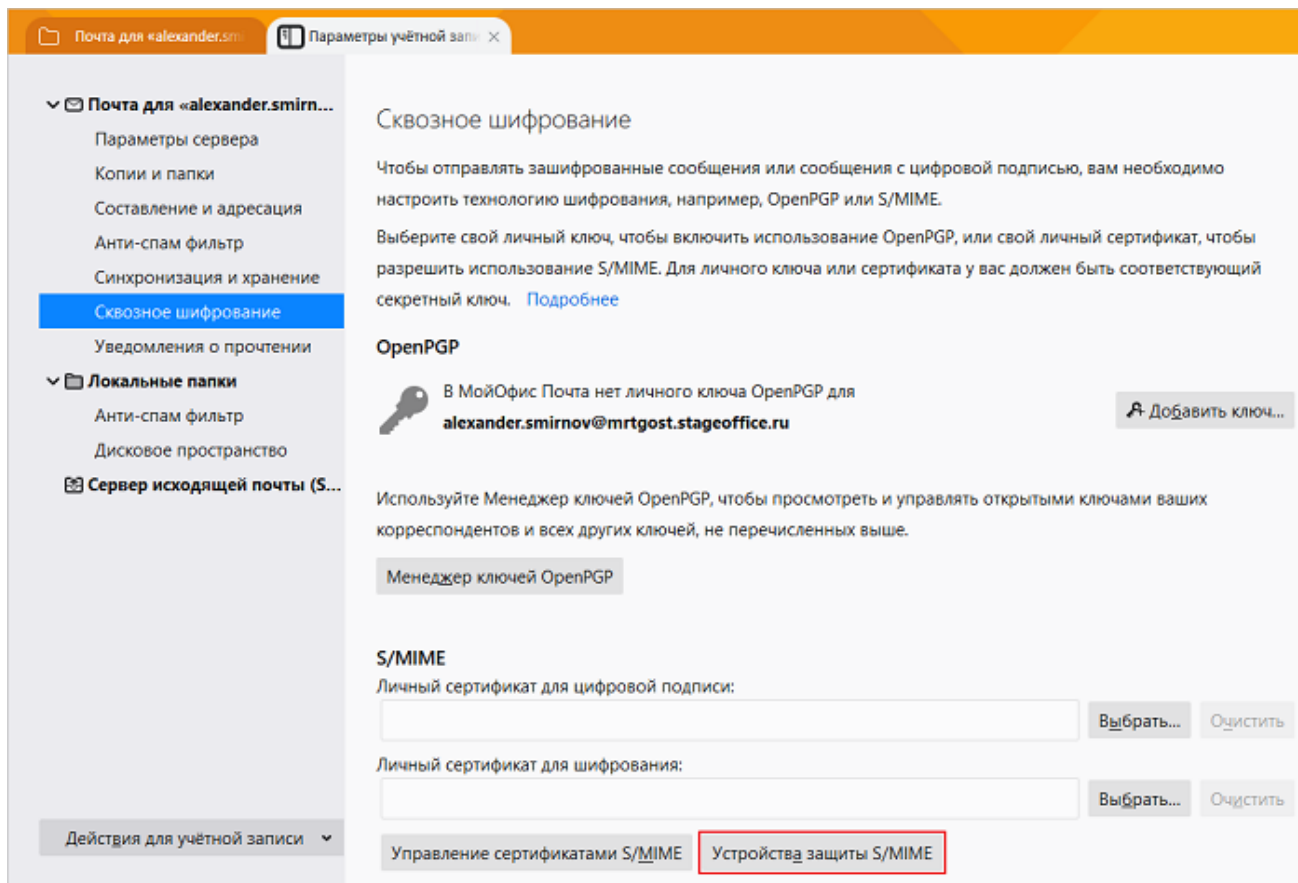 Почта для «alexander.sm
Параметры учётной запи
Почта для «alexander.smirn...
Параметры сервера
Копии и папки
Составление и адресация
Анти-спам фильтр
Синхронизация и хранение
Сквозное шифрование
Уведомления о прочтении
Локальные папки
Анти-спам фильтр
Дисковое пространство
Сервер исходящей почты (S...
Действия для учётной записи
Сквозное шифрование
Чтобы отправлять зашифрованные сообщения или сообщения с цифровой подписью, вам необходимо
настроить технологию шифрования, например, OpenPGP или S/MIME.
Выберите свой личный ключ, чтобы включить использование OpenPGP, или свой личный сертификат, чтобы
разрешить использование S/MIME. Для личного ключа или сертификата у вас должен быть соответствующий
секретный ключ. Подробнее
OpenPGP
В МойОфис Почта нет личного ключа OpenPGP для
alexander.smirnov@mrtgost.stageoffice.ru
Добавить ключ...
Используйте Менеджер ключей OpenPGP, чтобы просмотреть и управлять открытыми ключами ваших
корреспондентов и всех других ключей, не перечисленных выше.
Менеджер ключей OpenPGP
S/MIME
Личный сертификат для цифровой подписи:
Выбрать... Очистить
Личный сертификат для шифрования:
Выбрать... Очистить
Управление сертификатами S/MIME Устройства защиты S/MIME